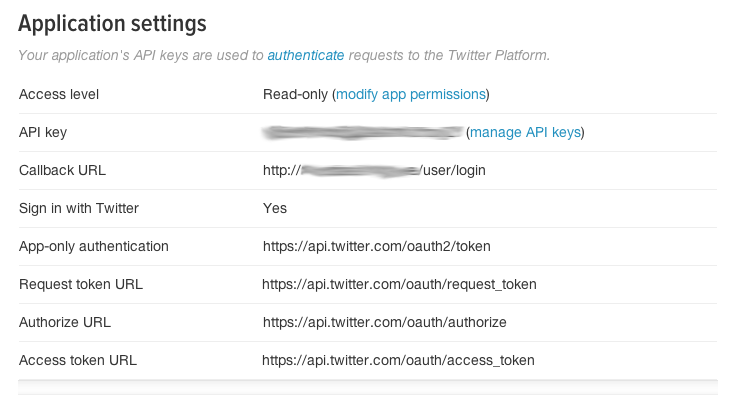 Application settings
Your application's API keys are used to authenticate requests to the Twitter Platform.
Access level Read-only (modify app permissions)
API key (manage API keys)
Callback URL http:// /user/login
Sign in with Twitter Yes
App-only authentication https://api.twitter.com/oauth2/token
Request token URL https://api.twitter.com/oauth/request_token
Authorize URL https://api.twitter.com/oauth/authorize
Access token URL https://api.twitter.com/oauth/access_token